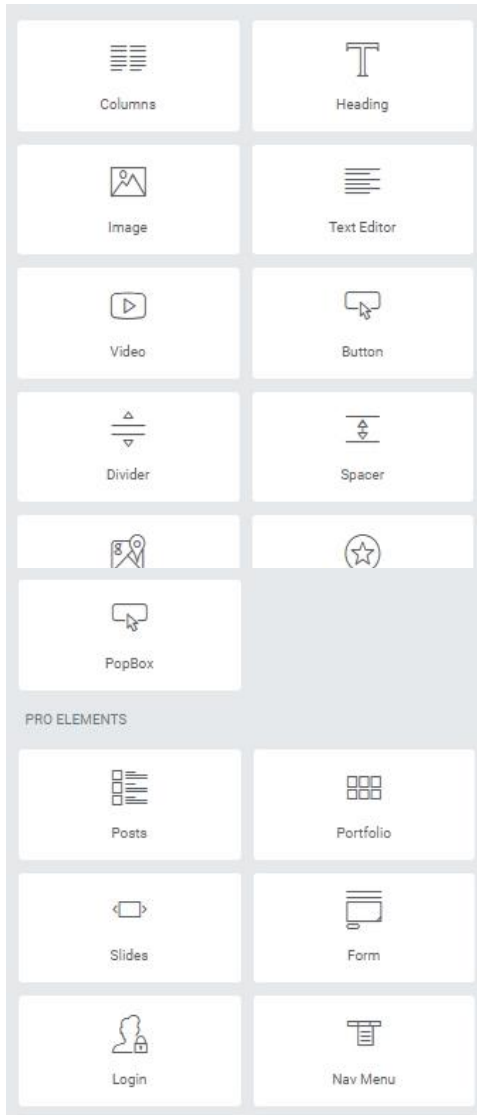 Columns
Heading
Image
Text Editor
Video
Button
Divider
Spacer
PopBox
PRO ELEMENTS
Posts
Portfolio
Slides
Form
Login
Nav Menu